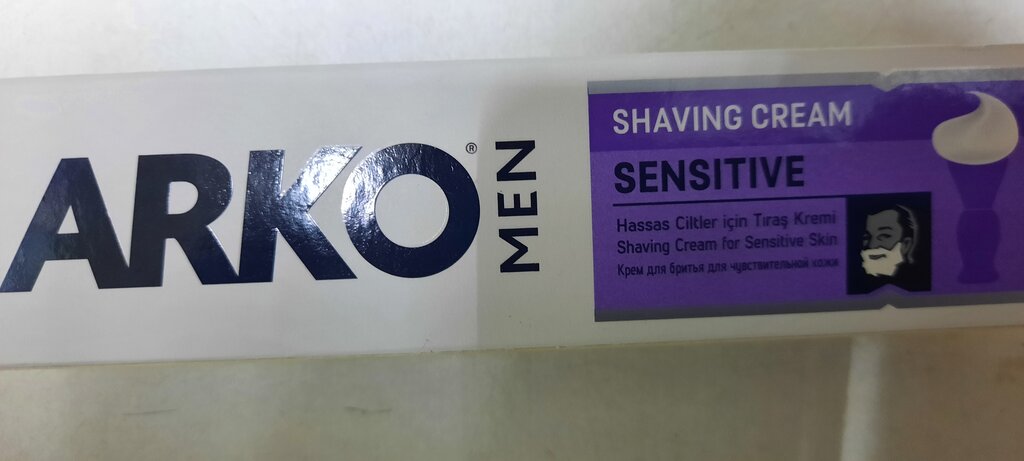 ARKO®
MEN
SHAVING CREAM
SENSITIVE
Hassas Ciltler için Tıraş Kremi
Shaving Cream for Sensitive Skin
Крем для бритья для чувствительной кожи